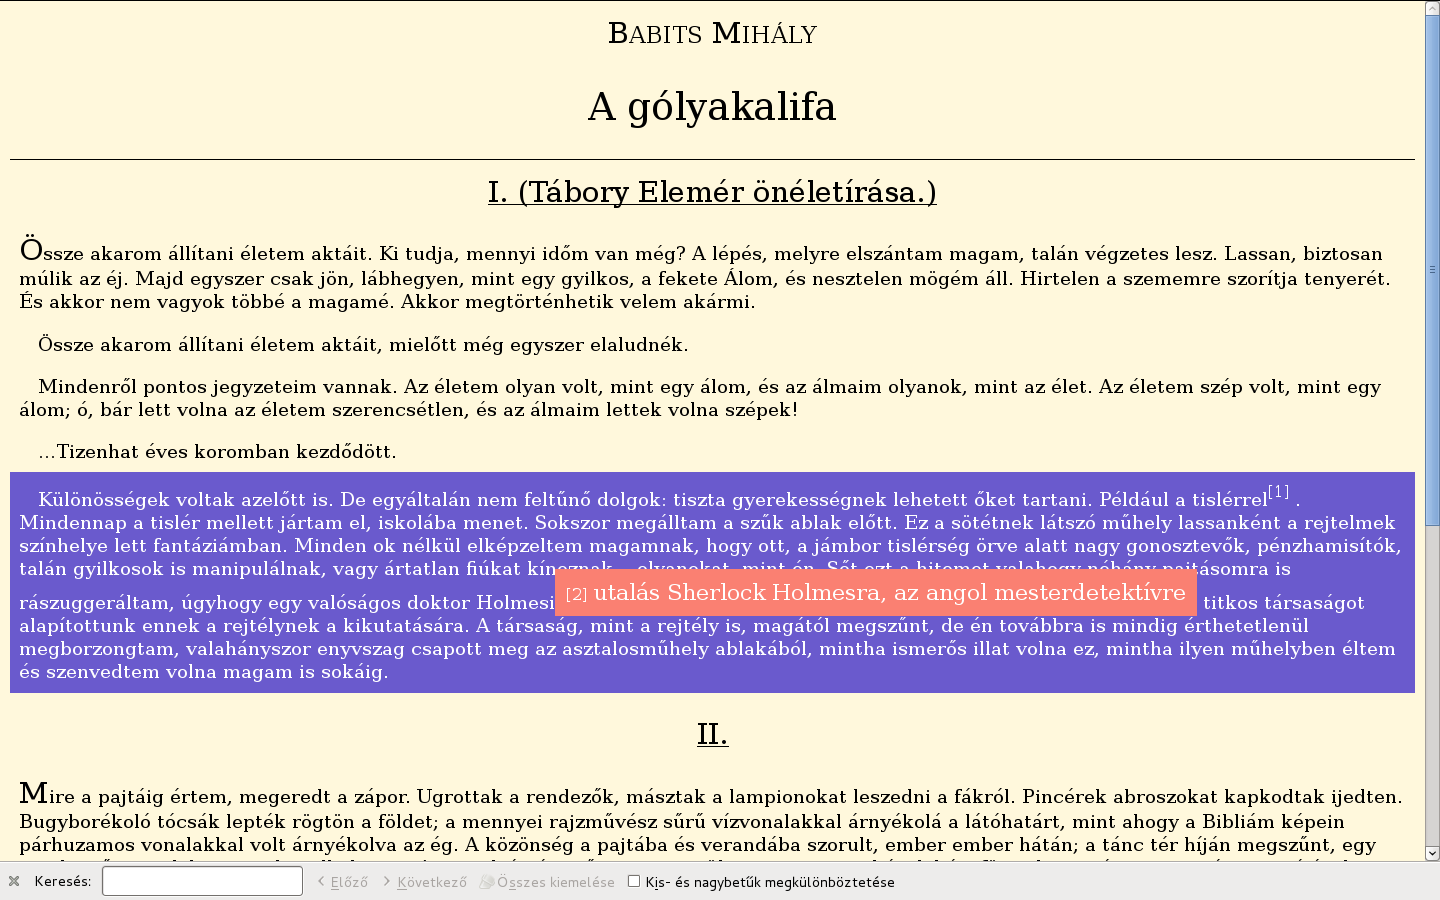 BABITS MIHÁLY
A gólyakalifa
I. (Tábory Elemér önéletírása.)
Össze akarom állítani életem aktáit. Ki tudja, mennyi időm van még? A lépés, melyre elszántam magam, talán végzetes lesz. Lassan, biztosan
múlik az éj. Majd egyszer csak jön, lábhegyen, mint egy gyilkos, a fekete Álom, és nesztelen mögém áll. Hirtelen a szememre szorítja tenyerét.
És akkor nem vagyok többé a magamé. Akkor megtörténhetik velem akármi.
Össze akarom állítani életem aktáit, mielőtt még egyszer elaludnék.
Mindenről pontos jegyzeteim vannak. Az életem olyan volt, mint egy álom, és az álmaim olyanok, mint az élet. Az életem szép volt, mint egy
álom; ó, bár lett volna az életem szerencsétlen, és az álmaim lettek volna szépek!
...Tizenhat éves koromban kezdődött.
Különösségek voltak azelőtt is. De egyáltalán nem feltűnő dolgok: tiszta gyerekességnek lehetett őket tartani. Például a tislérrel[1] .
Mindennap a tislér mellett jártam el, iskolába menet. Sokszor megálltam a szűk ablak előtt. Ez a sötétnek látszó műhely lassanként a rejtelmek
színhelye lett fantáziámban. Minden ok nélkül elképzeltem magamnak, hogy ott, a jámbor tislérség örve alatt nagy gonosztevők, pénzhamisítók,
talán gyilkosok is manipulálnak, vagy ártatlan fiúkat kínoznak – olyanokat, mint én. Sőt ezt a hitemet valahogy néhány pajtásomra is
[2] utalás Sherlock Holmesra, az angol mesterdetektívre
rászuggeráltam, úgyhogy egy valóságos doktor Holmesi titkos társaságot
alapítottunk ennek a rejtélynek a kikutatására. A társaság, mint a rejtély is, magától megszűnt, de én továbbra is mindig érthetetlenül
megborzongtam, valahányszor enyvszag csapott meg az asztalosműhely ablakából, mintha ismerős illat volna ez, mintha ilyen műhelyben éltem
és szenvedtem volna magam is sokáig.
II.
Mire a pajtáig értem, megeredt a zápor. Ugrottak a rendezők, másztak a lampionokat leszedni a fákról. Pincérek abroszokat kapkodtak ijedten.
Bugyborékoló tócsák lepték rögtön a földet; a mennyei rajzművész sűrű vízvonalakkal árnyékolá a látóhatárt, mint ahogy a Bibliám képein
párhuzamos vonalakkal volt árnyékolva az ég. A közönség a pajtába és verandába szorult, ember ember hátán; a tánc tér híján megszűnt, egy
Keresés: Előző Következő Összes kiemelése Kis- és nagybetűk megkülönböztetése